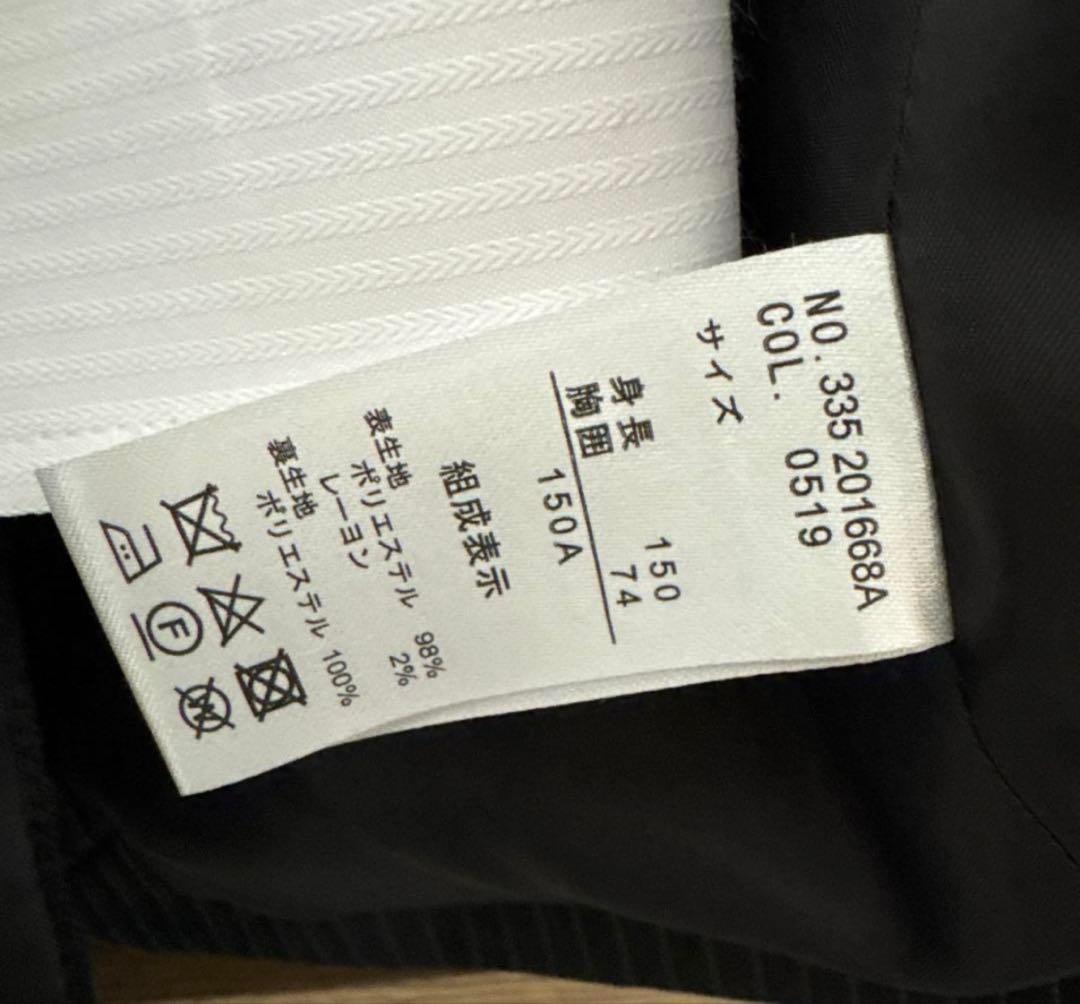 NO. 335 201668A
COL. 0519
サイズ
身長 150
胸囲 74
150A
組成表示
表生地
ポリエステル 98%
レーヨン 2%
裏生地
ポリエステル 100%
F
W